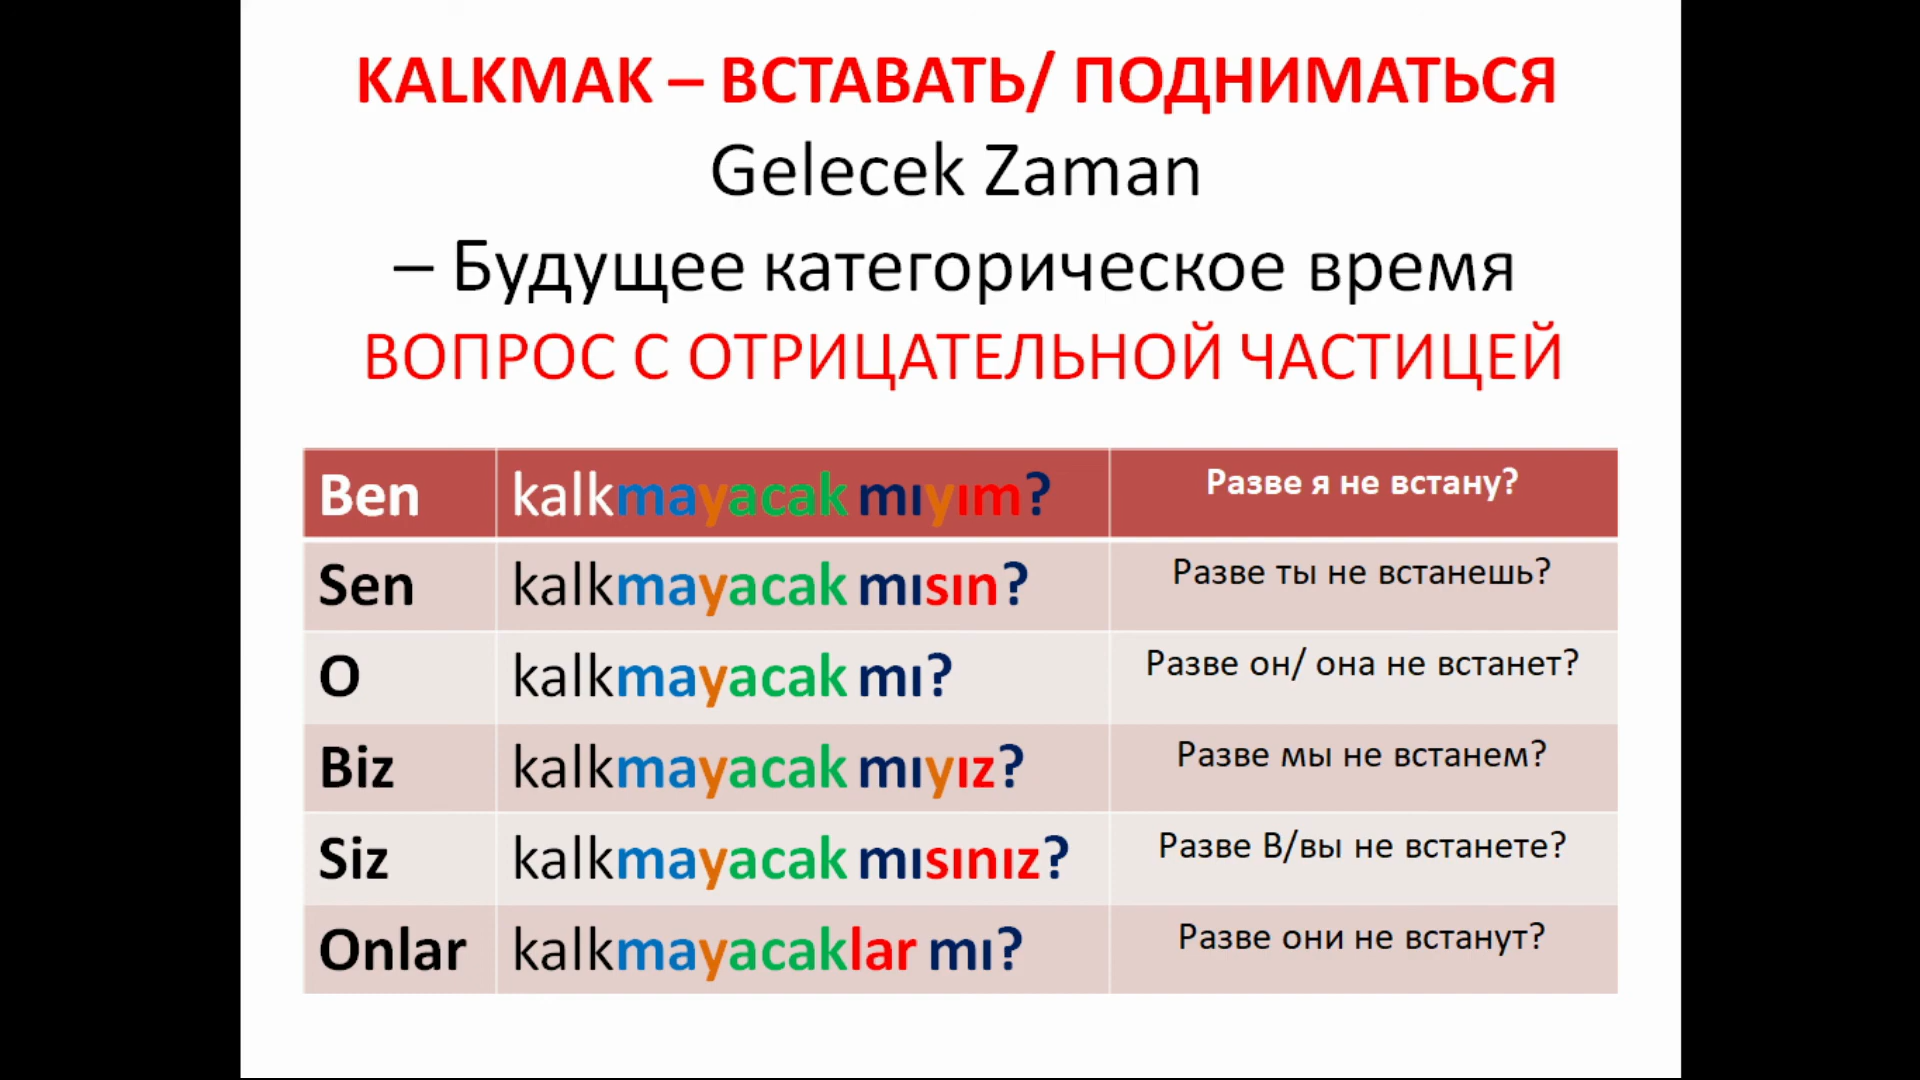 KALKMAK – ВСТАВАТЬ/ ПОДНИМАТЬСЯ
Gelecek Zaman
– Будущее категорическое время
ВОПРОС С ОТРИЦАТЕЛЬНОЙ ЧАСТИЦЕЙ
Ben kalkmayacak mıyım? Разве я не встану?
Sen kalkmayacak mısın? Разве ты не встанешь?
O kalkmayacak mı? Разве он/ она не встанет?
Biz kalkmayacak mıyız? Разве мы не встанем?
Siz kalkmayacak mısınız? Разве В/вы не встанете?
Onlar kalkmayacaklar mı? Разве они не встанут?